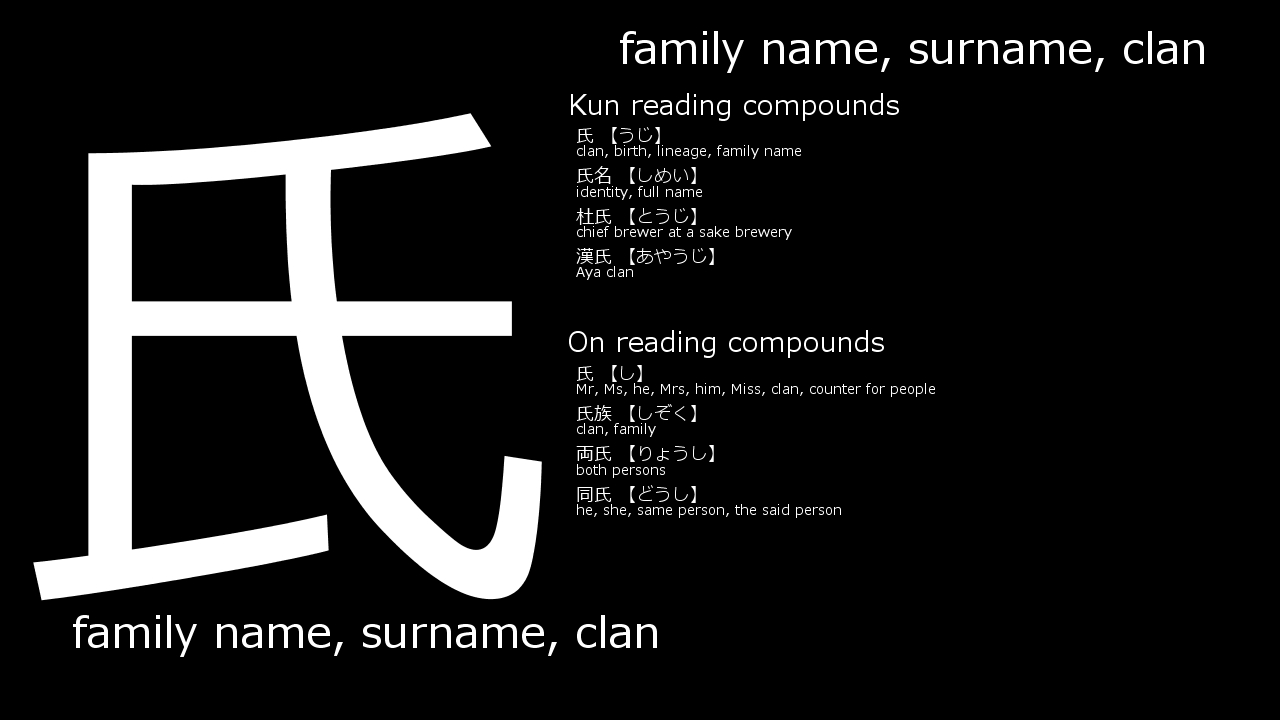 氏
family name, surname, clan
family name, surname, clan
Kun reading compounds
氏 【うじ】
clan, birth, lineage, family name
氏名 【しめい】
identity, full name
杜氏 【とうじ】
chief brewer at a sake brewery
漢氏 【あやうじ】
Aya clan
On reading compounds
氏 【し】
Mr, Ms, he, Mrs, him, Miss, clan, counter for people
氏族 【しぞく】
clan, family
両氏 【りょうし】
both persons
同氏 【どうし】
he, she, same person, the said person